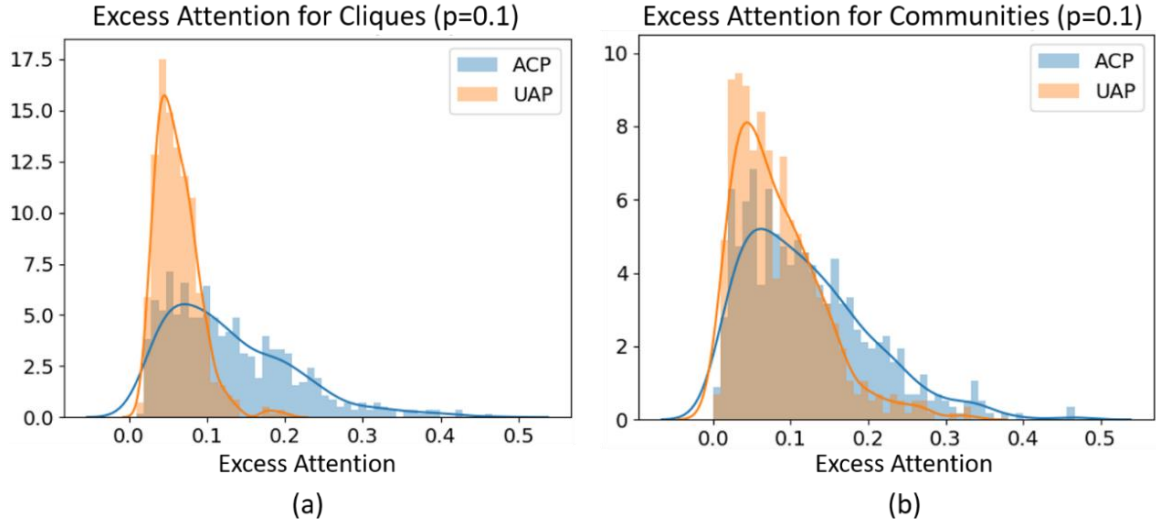 Excess Attention for Cliques (p=0.1)
17.5
15.0
12.5
10.0
7.5
5.0
2.5
0.0
ACP
UAP
0.0 0.1 0.2 0.3 0.4 0.5
Excess Attention
(a)
Excess Attention for Communities (p=0.1)
10
8
6
4
2
0
ACP
UAP
0.0 0.1 0.2 0.3 0.4 0.5
Excess Attention
(b)